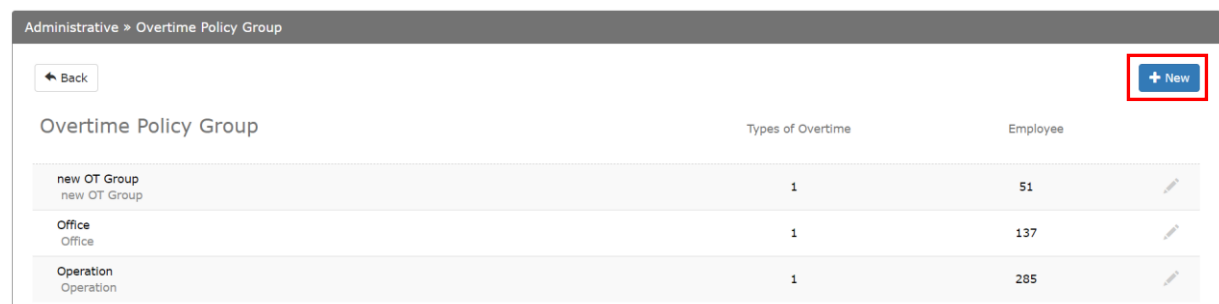 Administrative » Overtime Policy Group
Back
New
Overtime Policy Group Types of Overtime Employee
new OT Group
new OT Group
1 51
Office
Office
1 137
Operation
Operation
1 285